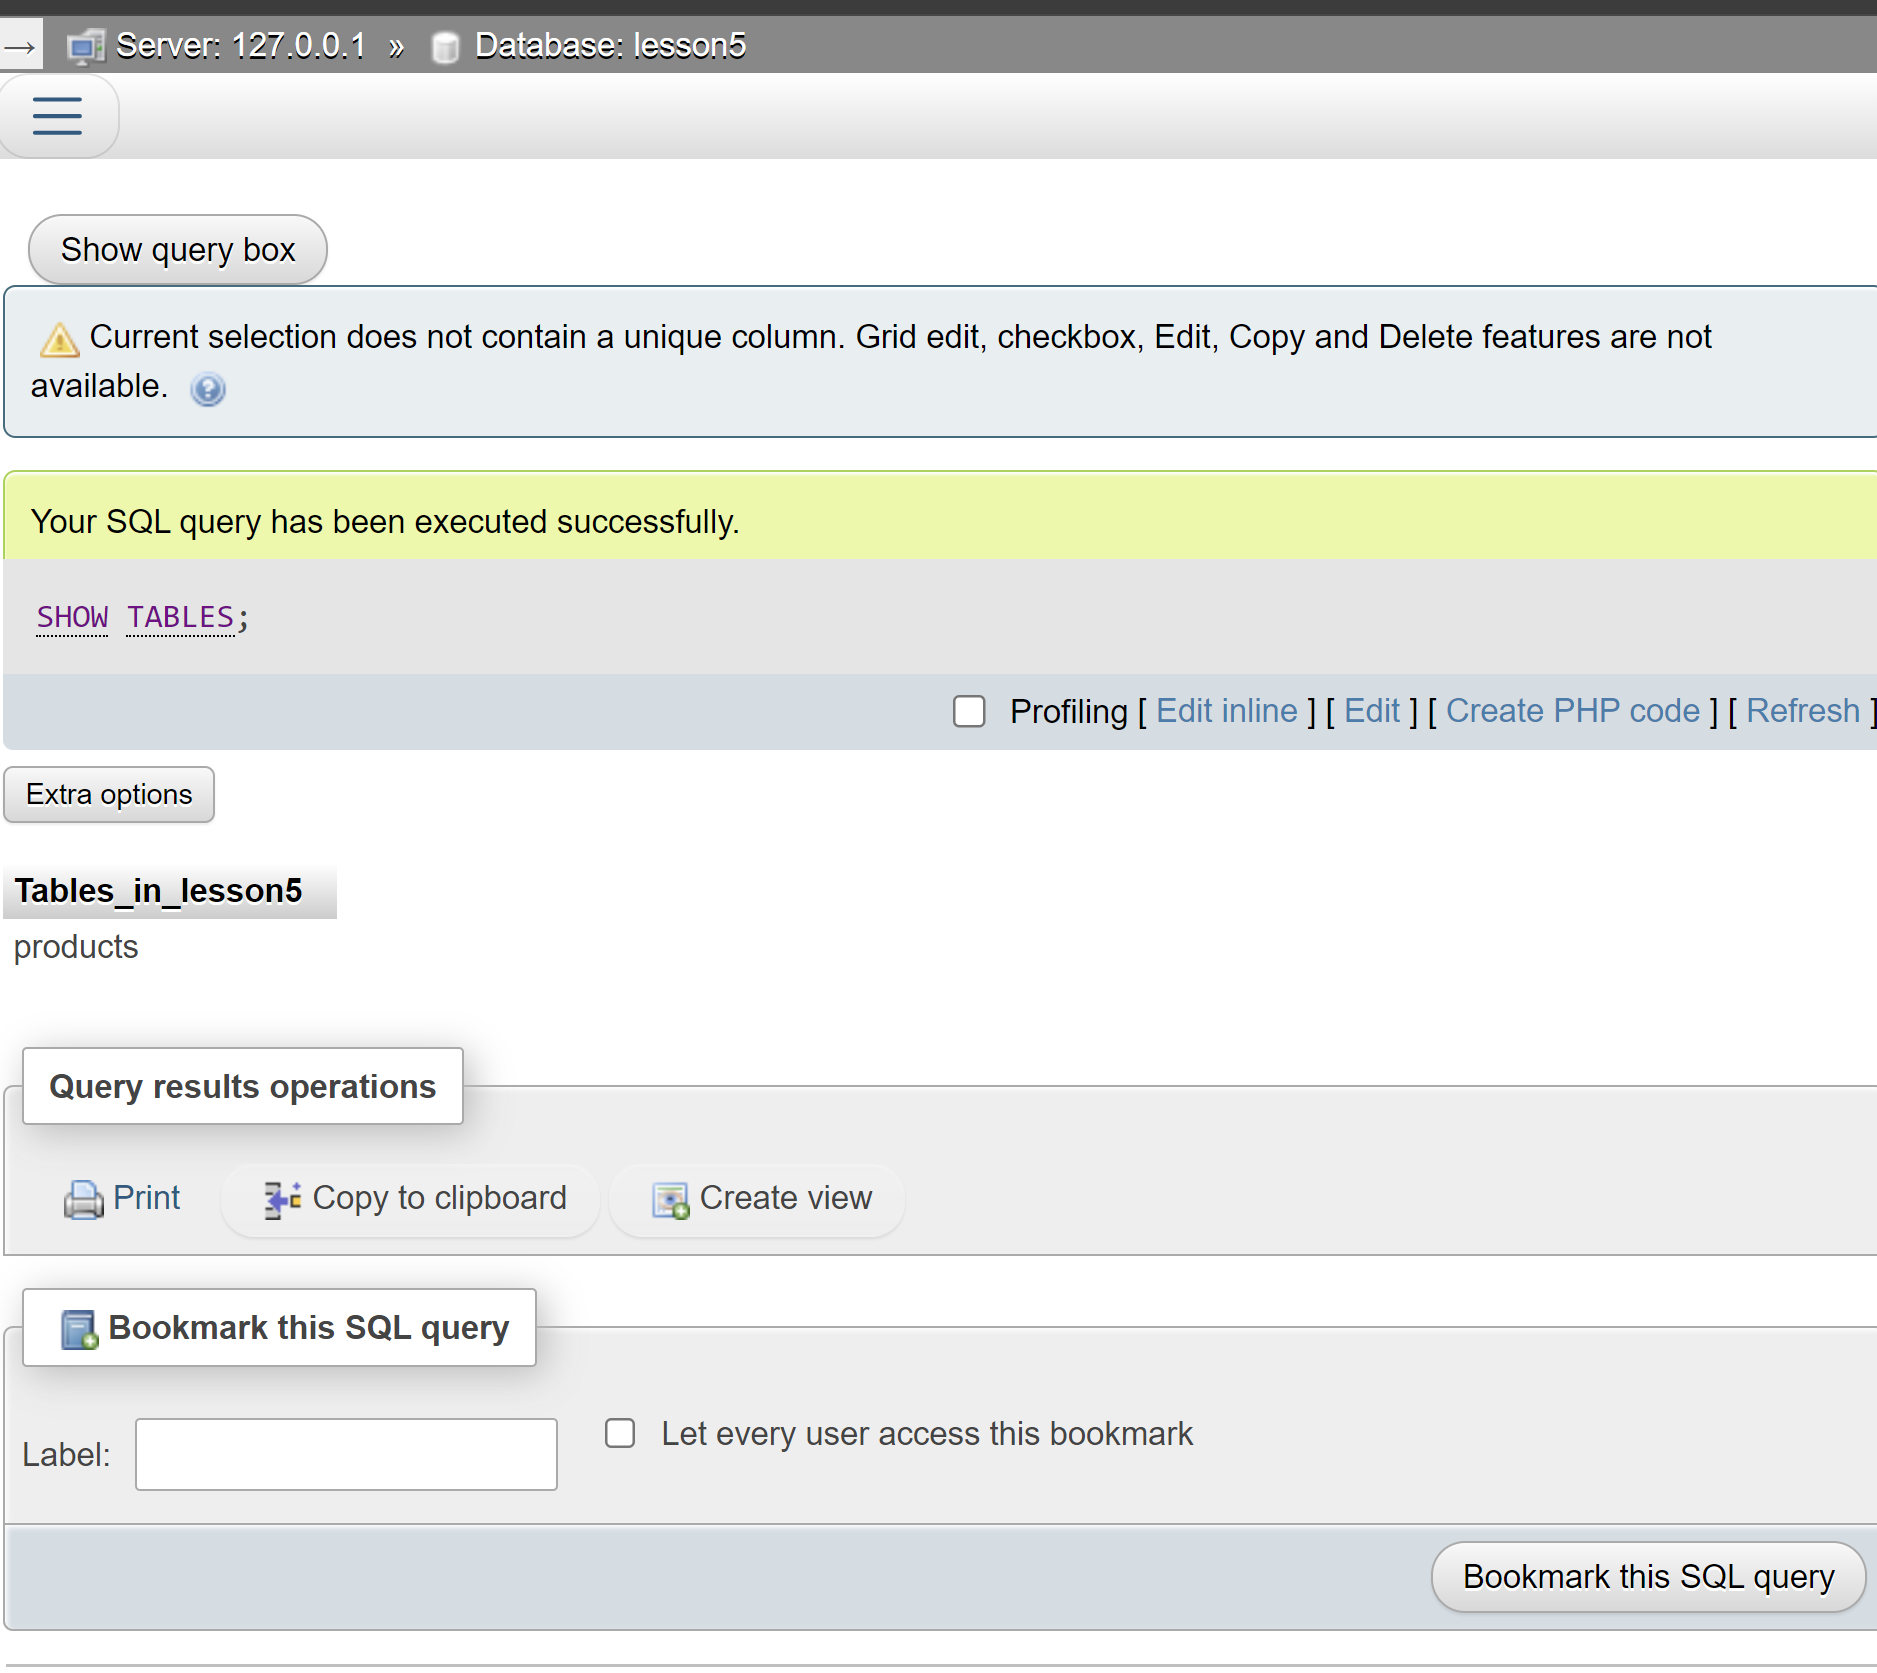 → Server: 127.0.0.1 » Database: lesson5
Show query box
Current selection does not contain a unique column. Grid edit, checkbox, Edit, Copy and Delete features are not
available.
Your SQL query has been executed successfully.
SHOW TABLES;
Profiling [ Edit inline ] [ Edit ] [ Create PHP code ] [ Refresh ]
Extra options
Tables_in_lesson5
products
Query results operations
Print Copy to clipboard Create view
Bookmark this SQL query
Label: Let every user access this bookmark
Bookmark this SQL query